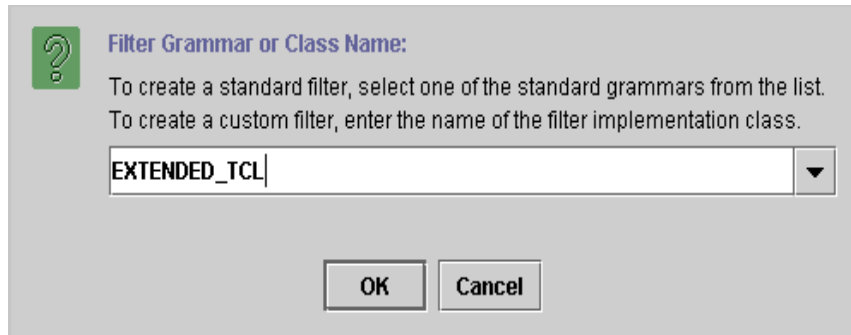 Filter Grammar or Class Name:
To create a standard filter, select one of the standard grammars from the list.
To create a custom filter, enter the name of the filter implementation class.
EXTENDED_TCL
OK Cancel